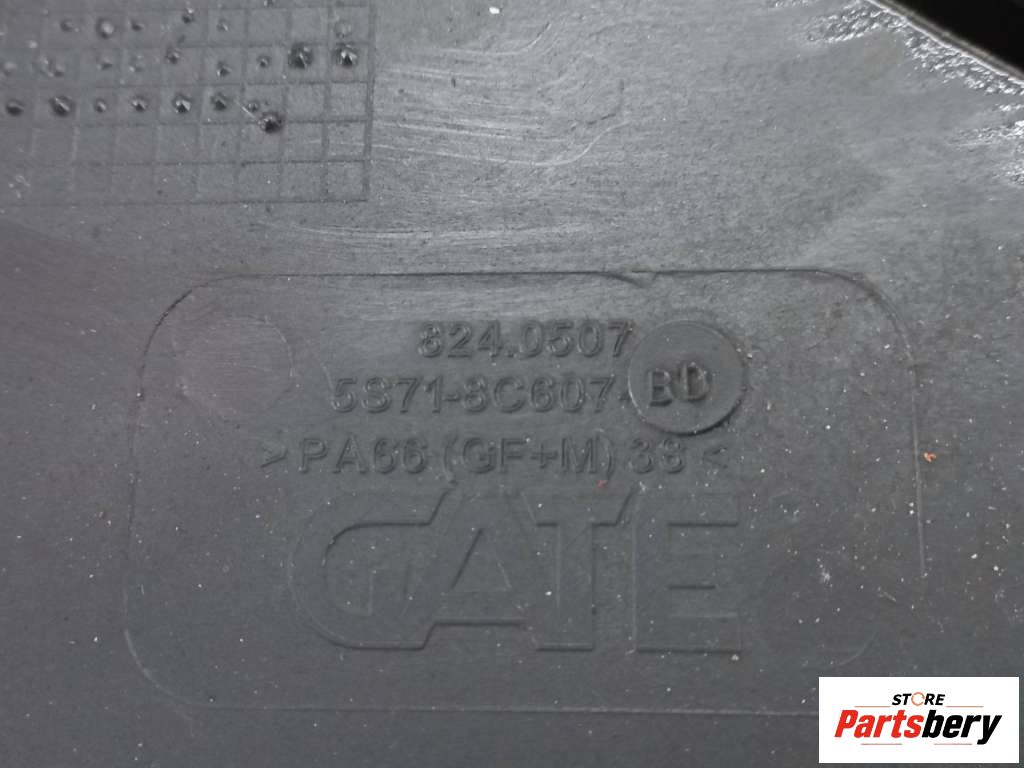 824.0507
5S71-8C607-BD
>PA66 (GF+M) 38<
GATE
STORE
Partsbery